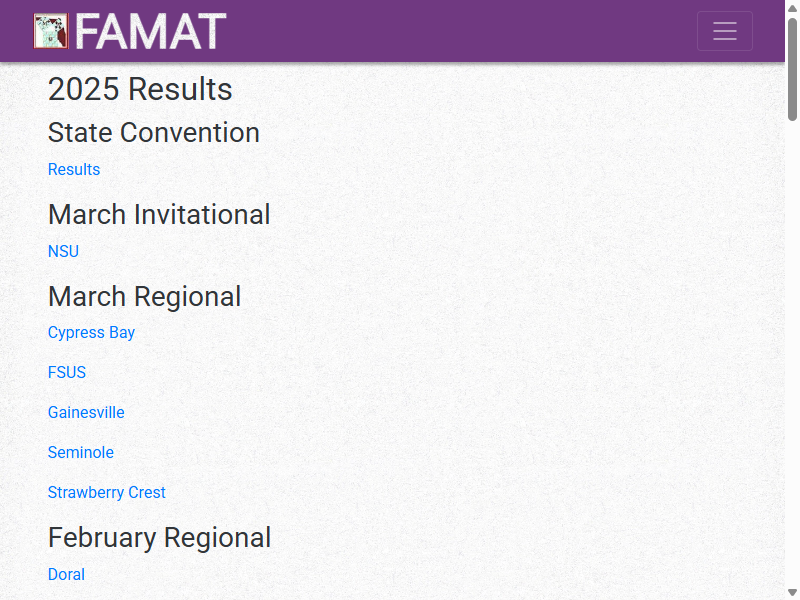 FAMAT
2025 Results
State Convention
Results
March Invitational
NSU
March Regional
Cypress Bay
FSUS
Gainesville
Seminole
Strawberry Crest
February Regional
Doral